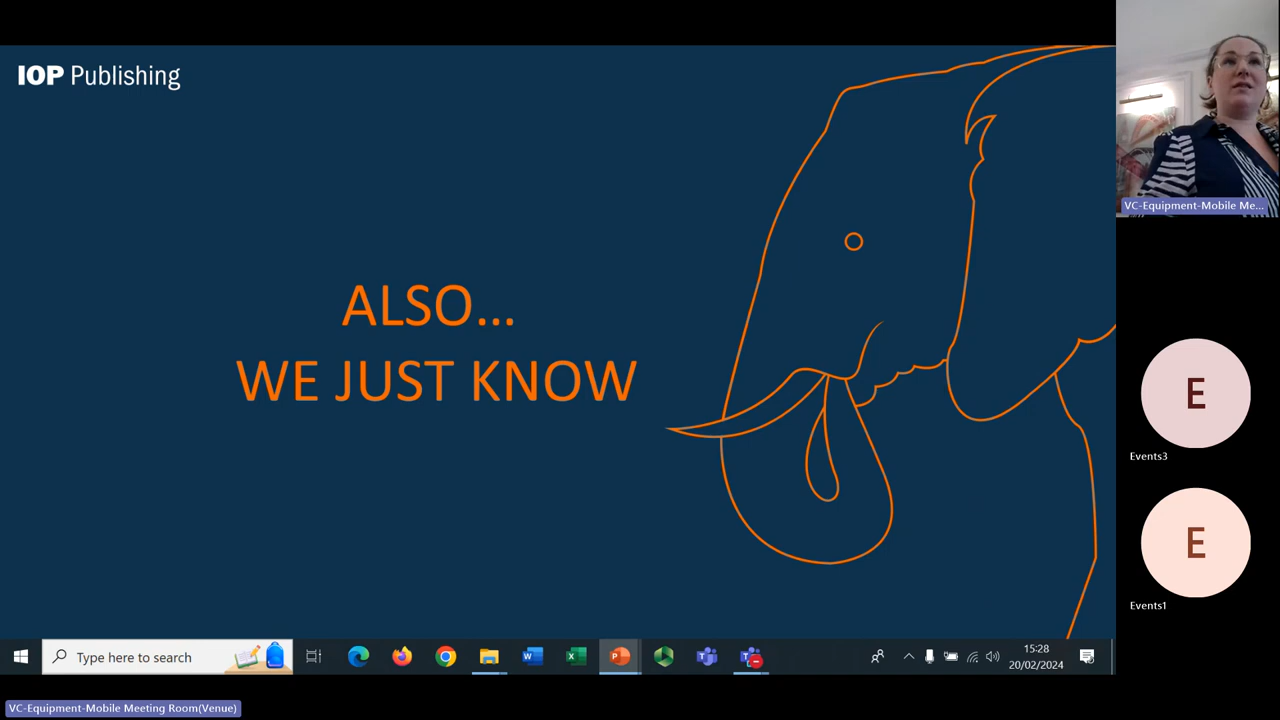 IOP Publishing
ALSO...
WE JUST KNOW
VC-Equipment-Mobile Me...
E
Events3
E
Events1
Type here to search
15:28
20/02/2024
VC-Equipment-Mobile Meeting Room(Venue)